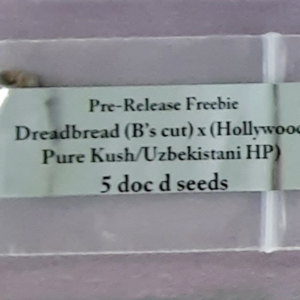 Pre-Release Freebie
Dreadbread (B's cut) x (Hollywood
Pure Kush/Uzbekistani HP)
5 doc d seeds